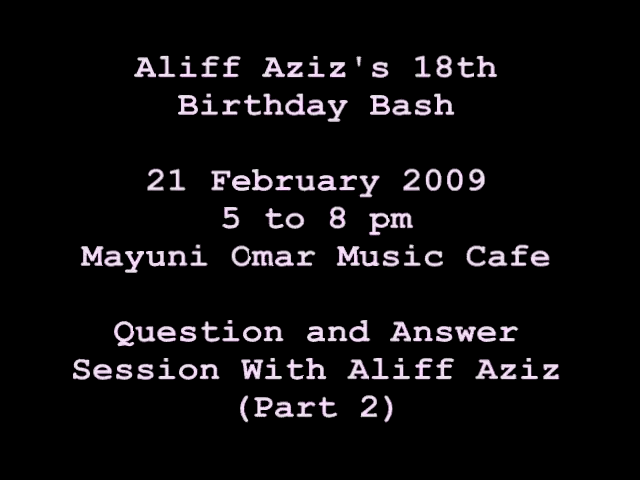 Aliff Aziz's 18th
Birthday Bash
21 February 2009
5 to 8 pm
Mayuni Omar Music Cafe
Question and Answer
Session With Aliff Aziz
(Part 2)